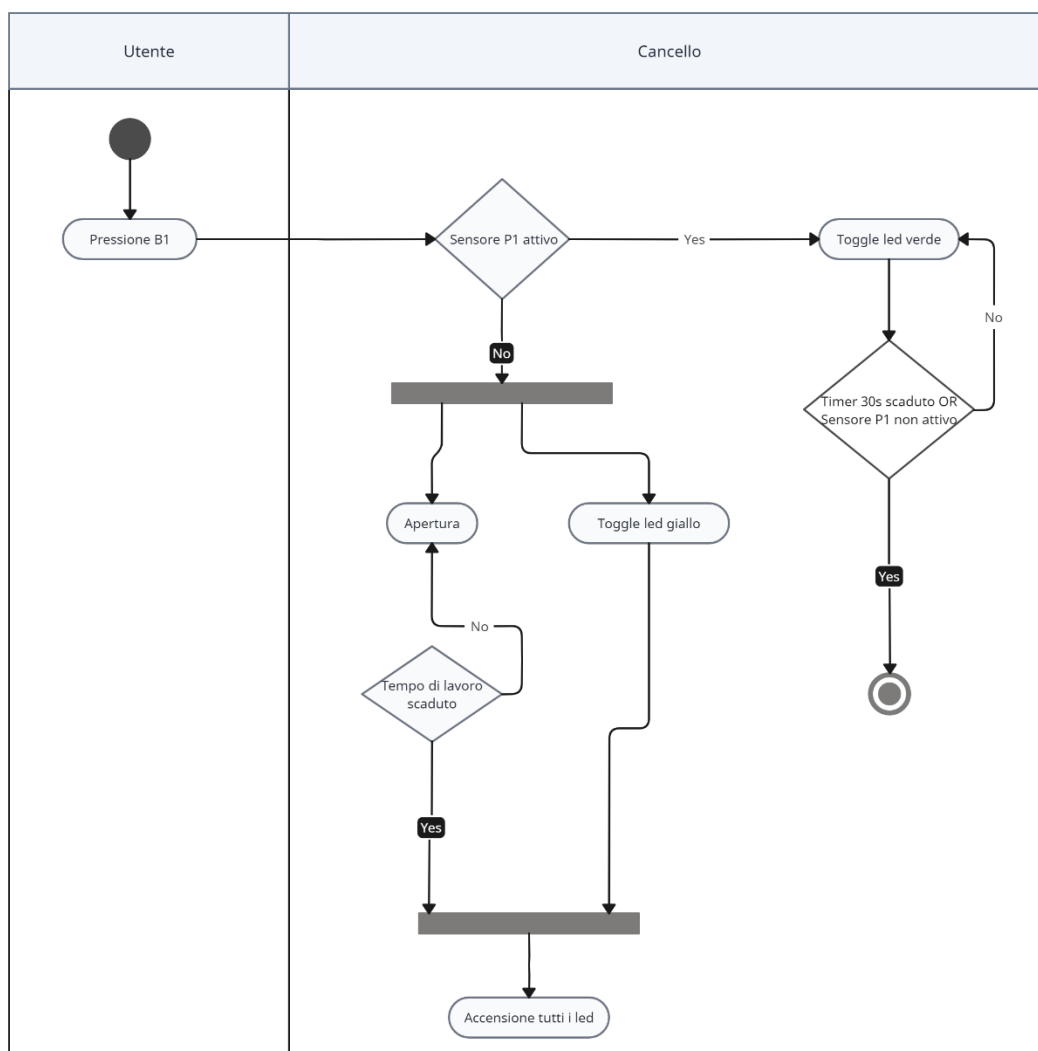 Utente
Cancello
Pressione B1
Sensore P1 attivo
Yes
Toggle led verde
No
No
Timer 30s scaduto OR
Sensore P1 non attivo
Apertura
Toggle led giallo
Yes
No
Tempo di lavoro
scaduto
Yes
Accensione tutti i led